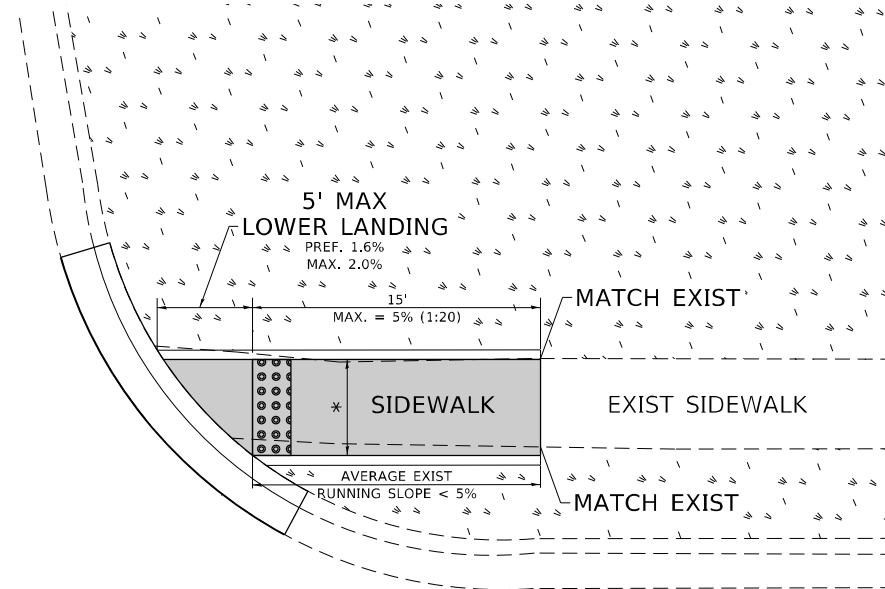 5' MAX
LOWER LANDING
PREF. 1.6%
MAX. 2.0%
15'
MAX. = 5% (1:20)
MATCH EXIST
* SIDEWALK
EXIST SIDEWALK
AVERAGE EXIST
RUNNING SLOPE < 5%
MATCH EXIST